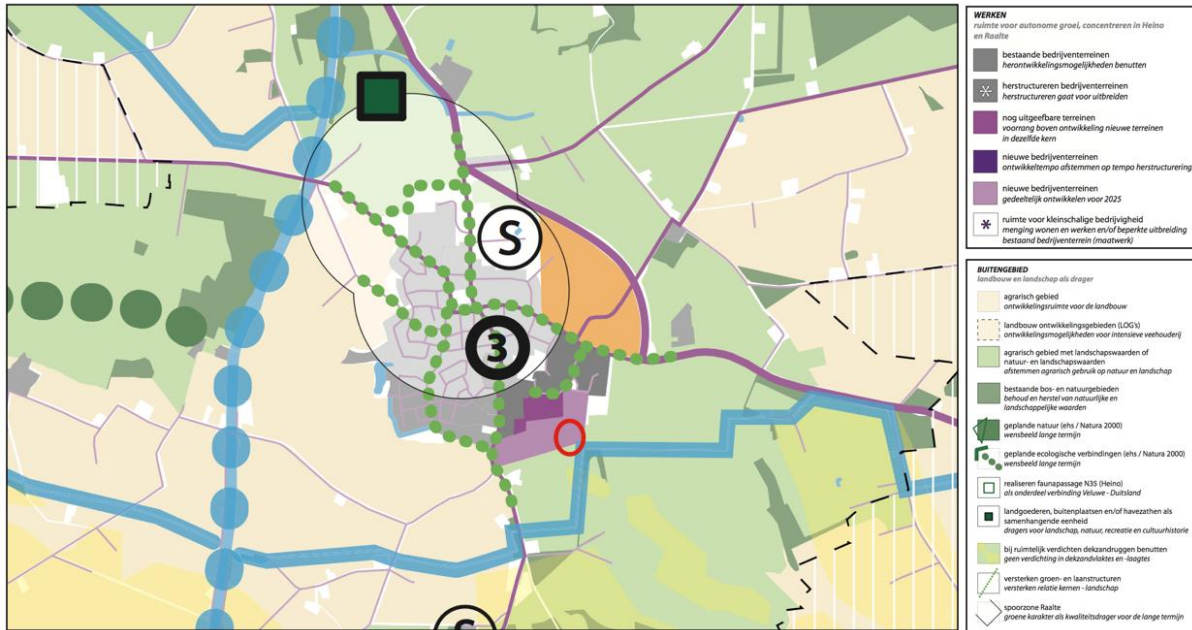 S
3
S
WERKEN
ruimte voor autonome groei, concentreren in Heino
en Raalte
bestaande bedrijventerreinen
herontwikkelingsmogelijkheden benutten
herstructureren bedrijventerreinen
herstructureren gaat voor uitbreiden
nog uitgeefbare terreinen
voorrang boven ontwikkeling nieuwe terreinen
in dezelfde kern
nieuwe bedrijventerreinen
ontwikkeltempo afstemmen op tempo herstructurering
nieuwe bedrijventerreinen
gedeeltelijk ontwikkelen voor 2025
ruimte voor kleinschalige bedrijvigheid
menging wonen en werken en/of beperkte uitbreiding
bestaand bedrijventerrein (maatwerk)
BUITENGEBIED
landbouw en landschap als drager
agrarisch gebied
ontwikkelingsruimte voor de landbouw
landbouw ontwikkelingsgebieden (LOG's)
ontwikkelingsmogelijkheden voor intensieve veehouderij
agrarisch gebied met landschapswaarden of
natuur- en landschapswaarden
afstemmen agrarisch gebruik op natuur en landschap
bestaande bos- en natuurgebieden
behoud en herstel van natuurlijke en
landschappelijke waarden
geplande natuur (ehs / Natura 2000)
wensbeeld lange termijn
geplande ecologische verbindingen (ehs / Natura 2000)
wensbeeld lange termijn
realiseren faunapassage N35 (Heino)
als onderdeel verbinding Veluwe - Duitsland
landgoederen, buitenplaatsen en/of havezathen als
samenhangende eenheid
dragers voor landschap, natuur, recreatie en cultuurhistorie
bij ruimtelijk verdichten dekzandruggen benutten
geen verdichting in dekzandvlaktes en -laagtes
versterken groen- en laanstructuren
versterken relatie kernen - landschap
spoorzone Raalte
groene karakter als kwaliteitsdrager voor de lange termijn